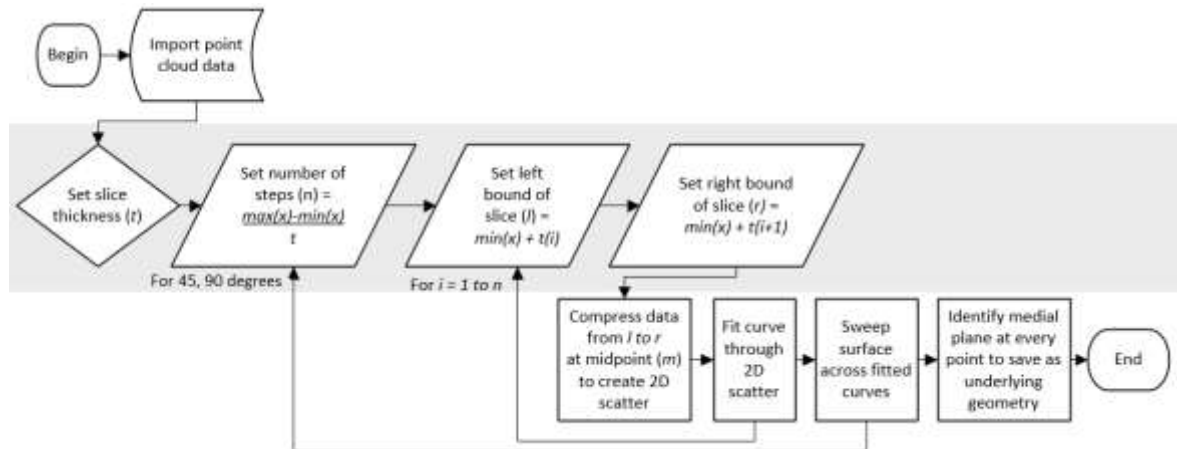 Begin
Import point
cloud data
Set slice
thickness (t)
Set number of
steps (n) =
max(x)-min(x)
t
Set left
bound of
slice (l) =
min(x) + t(i)
Set right bound
of slice (r) =
min(x) + t(i+1)
For 45, 90 degrees
For i = 1 to n
Compress data
from l to r
at midpoint (m)
to create 2D
scatter
Fit curve
through
2D
scatter
Sweep
surface
across fitted
curves
Identify medial
plane at every
point to save as
underlying
geometry
End